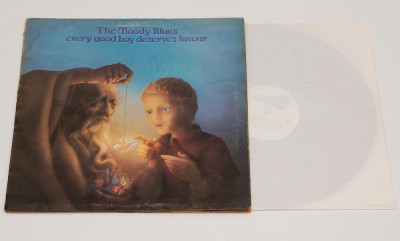 The Moody Blues
every good boy deserves favour